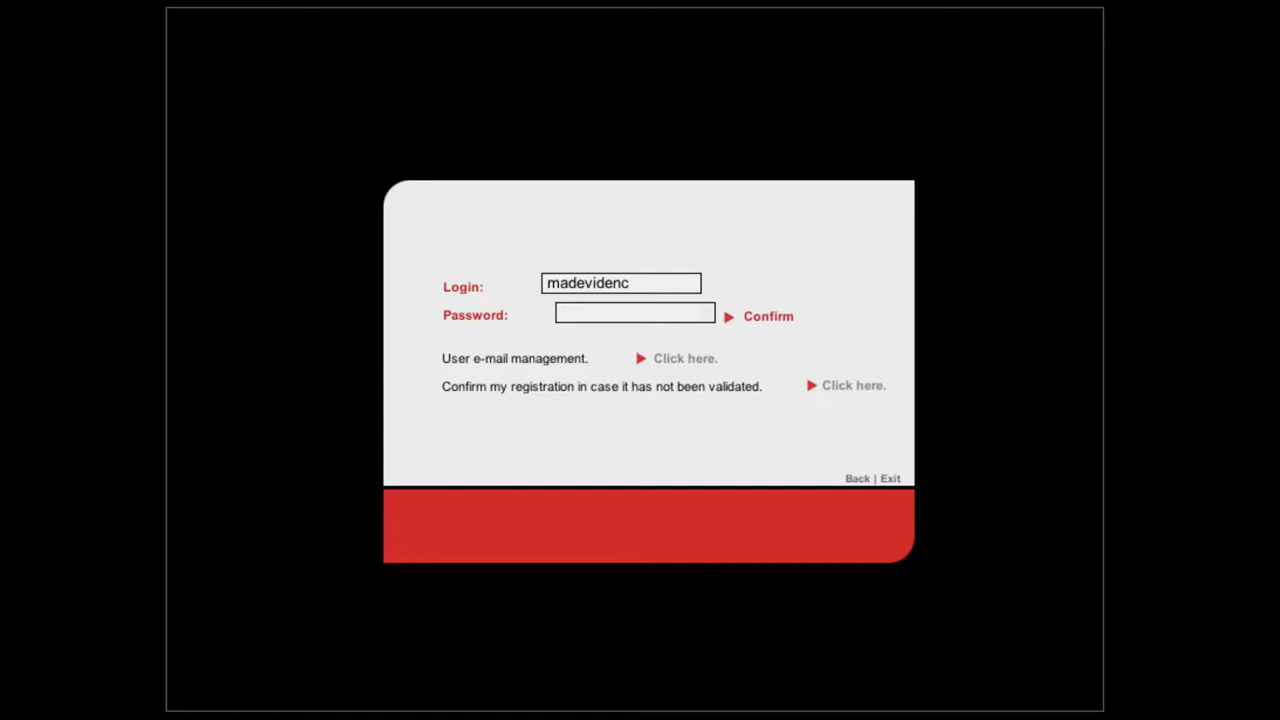 Login: madevidenc
Password: Confirm
User e-mail management. Click here.
Confirm my registration in case it has not been validated. Click here.
Back | Exit